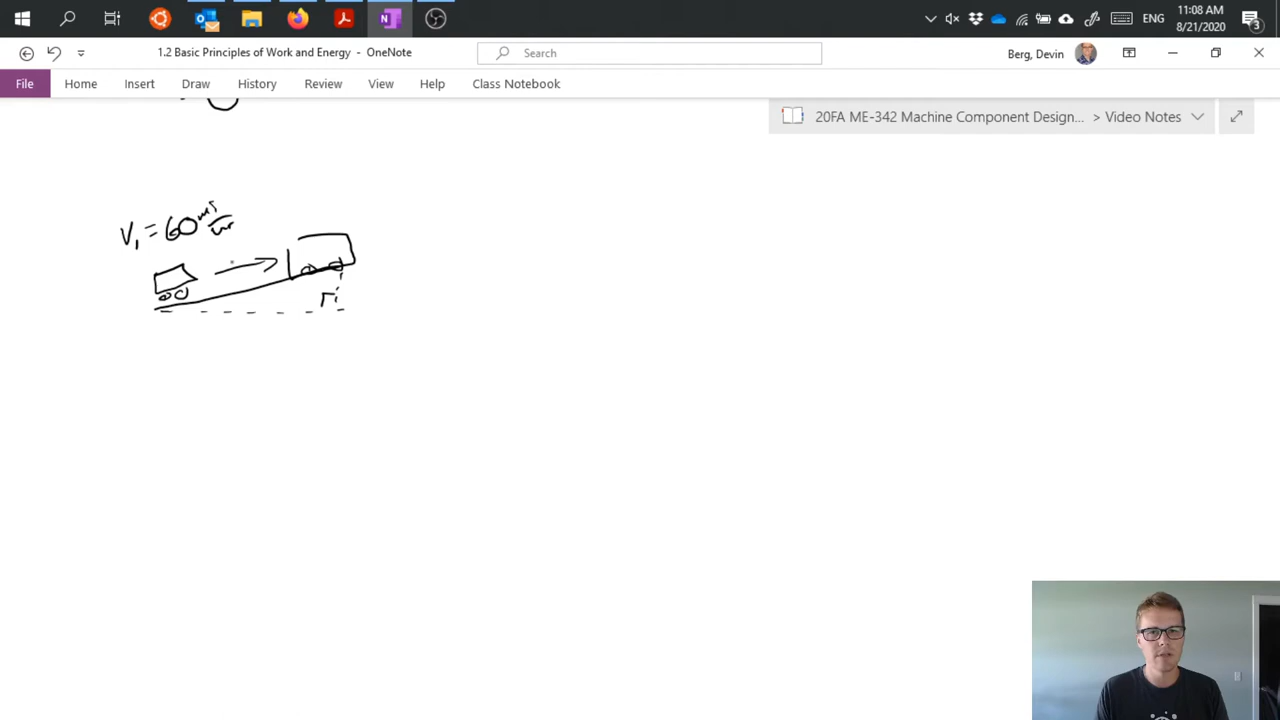 11:08 AM
ENG
8/21/2020
3
1.2 Basic Principles of Work and Energy - OneNote
Search
Berg, Devin
File Home Insert Draw History Review View Help Class Notebook
20FA ME-342 Machine Component Design... > Video Notes
V₁ = 60 mi/hr